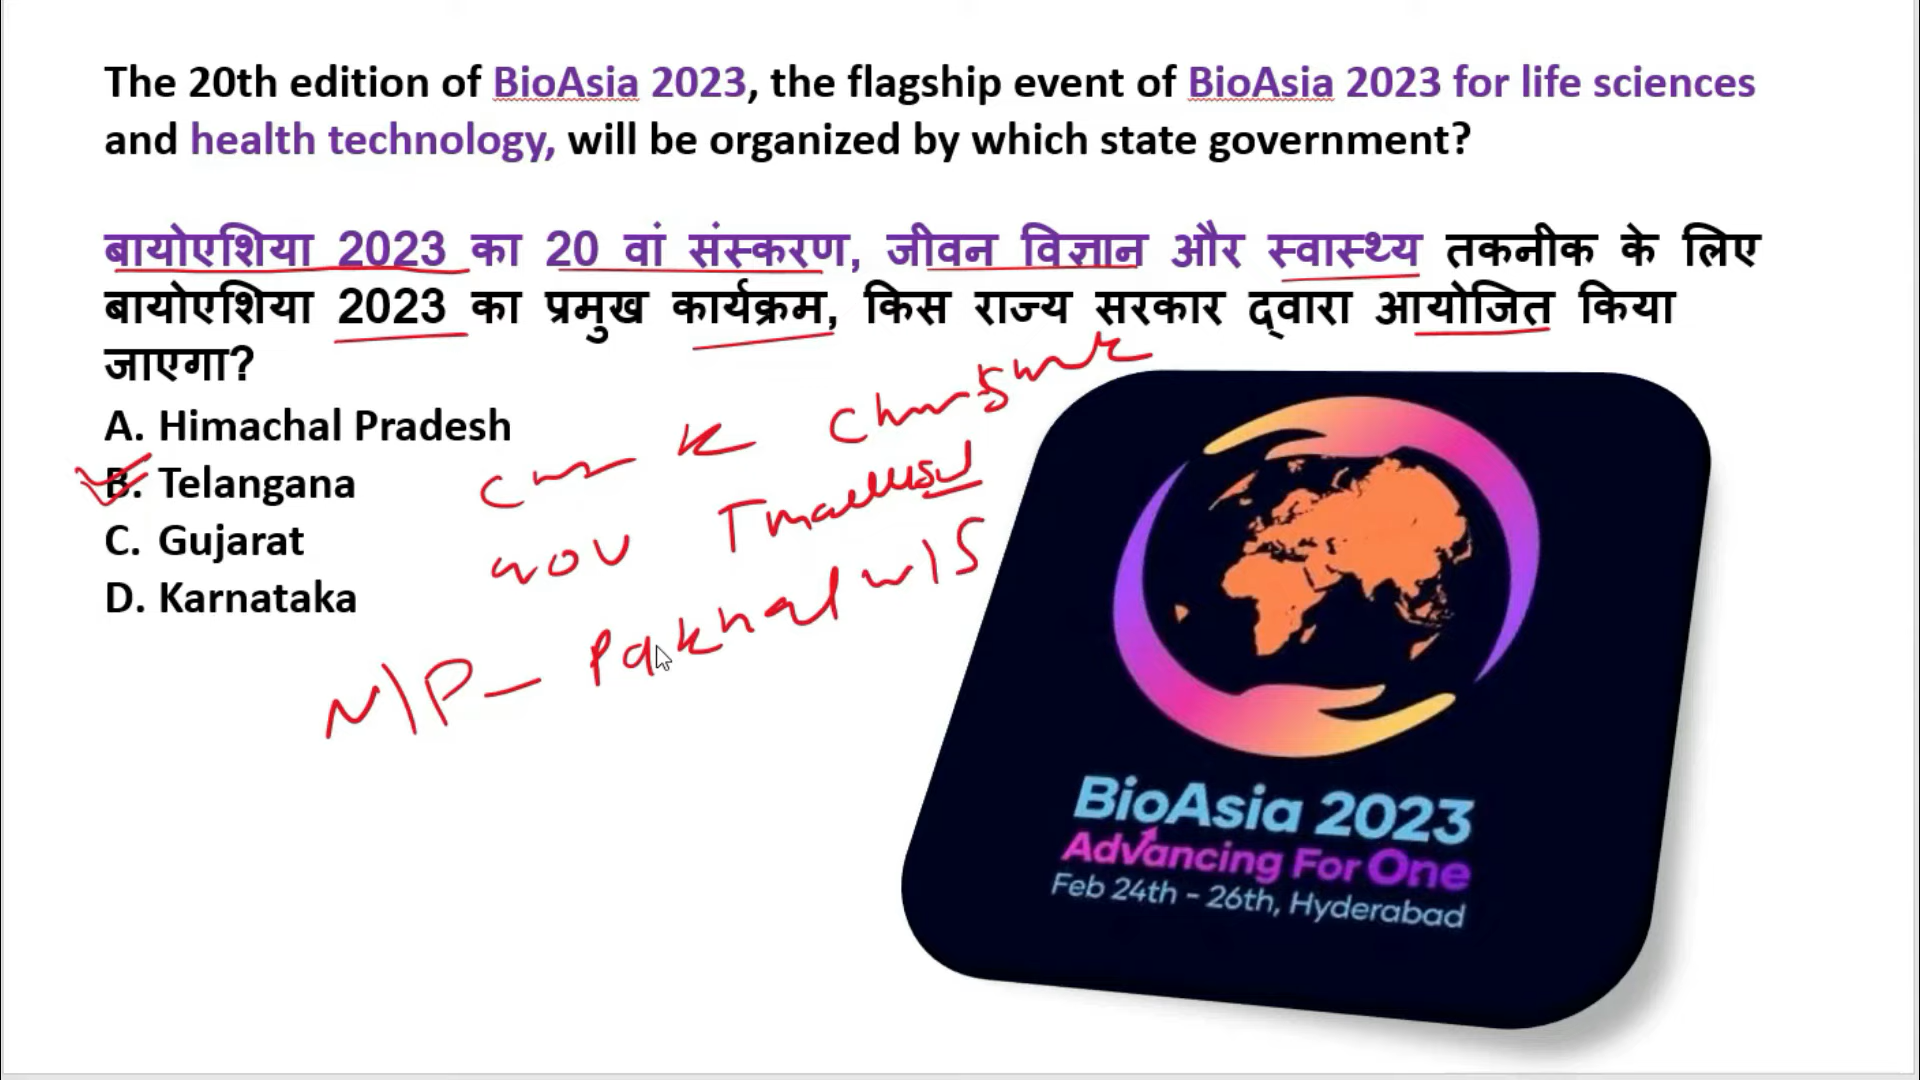 The 20th edition of BioAsia 2023, the flagship event of BioAsia 2023 for life sciences
and health technology, will be organized by which state government?
बायोएशिया 2023 का 20 वां संस्करण, जीवन विज्ञान और स्वास्थ्य तकनीक के लिए
बायोएशिया 2023 का प्रमुख कार्यक्रम, किस राज्य सरकार द्वारा आयोजित किया
जाएगा?
A. Himachal Pradesh
B. Telangana
C. Gujarat
D. Karnataka
N/P - Pakhal w/S
BioAsia 2023
Advancing For One
Feb 24th - 26th, Hyderabad